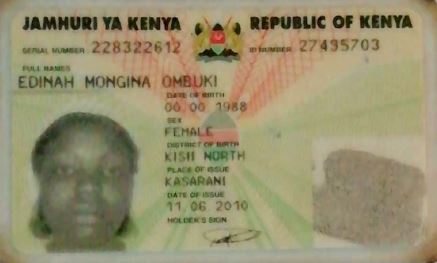 JAMHURI YA KENYA REPUBLIC OF KENYA
SERIAL NUMBER 228322612 ID NUMBER 27495703
FULL NAMES
EDINAH MONGINA OMBUKI
DATE OF BIRTH
00.00.1988
SEX
FEMALE
DISTRICT OF BIRTH
KISII NORTH
PLACE OF ISSUE
KASARANI
DATE OF ISSUE
11.06.2010
HOLDER'S SIGN.